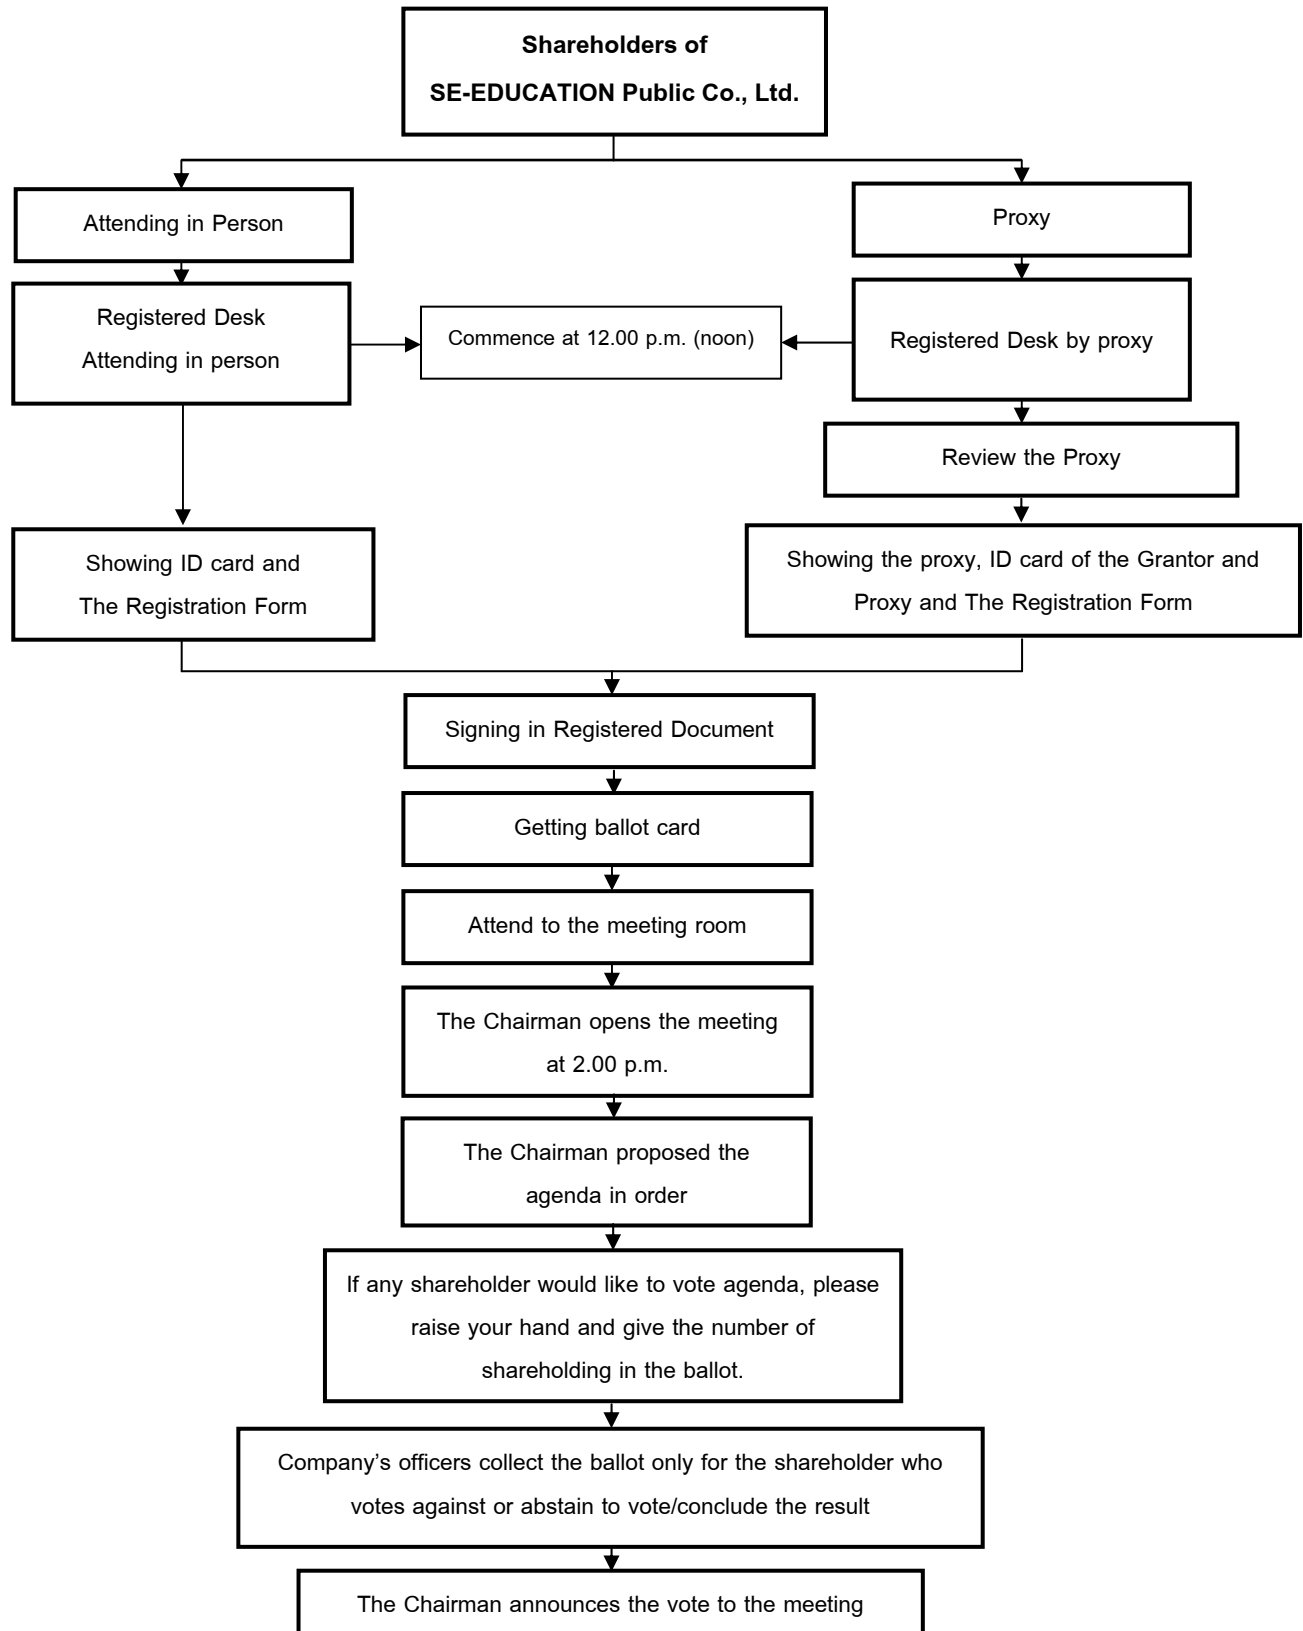 Shareholders of
SE-EDUCATION Public Co., Ltd.
Attending in Person
Proxy
Registered Desk
Attending in person
Commence at 12.00 p.m. (noon)
Registered Desk by proxy
Review the Proxy
Showing ID card and
The Registration Form
Showing the proxy, ID card of the Grantor and
Proxy and The Registration Form
Signing in Registered Document
Getting ballot card
Attend to the meeting room
The Chairman opens the meeting
at 2.00 p.m.
The Chairman proposed the
agenda in order
If any shareholder would like to vote agenda, please
raise your hand and give the number of
shareholding in the ballot.
Company’s officers collect the ballot only for the shareholder who
votes against or abstain to vote/conclude the result
The Chairman announces the vote to the meeting